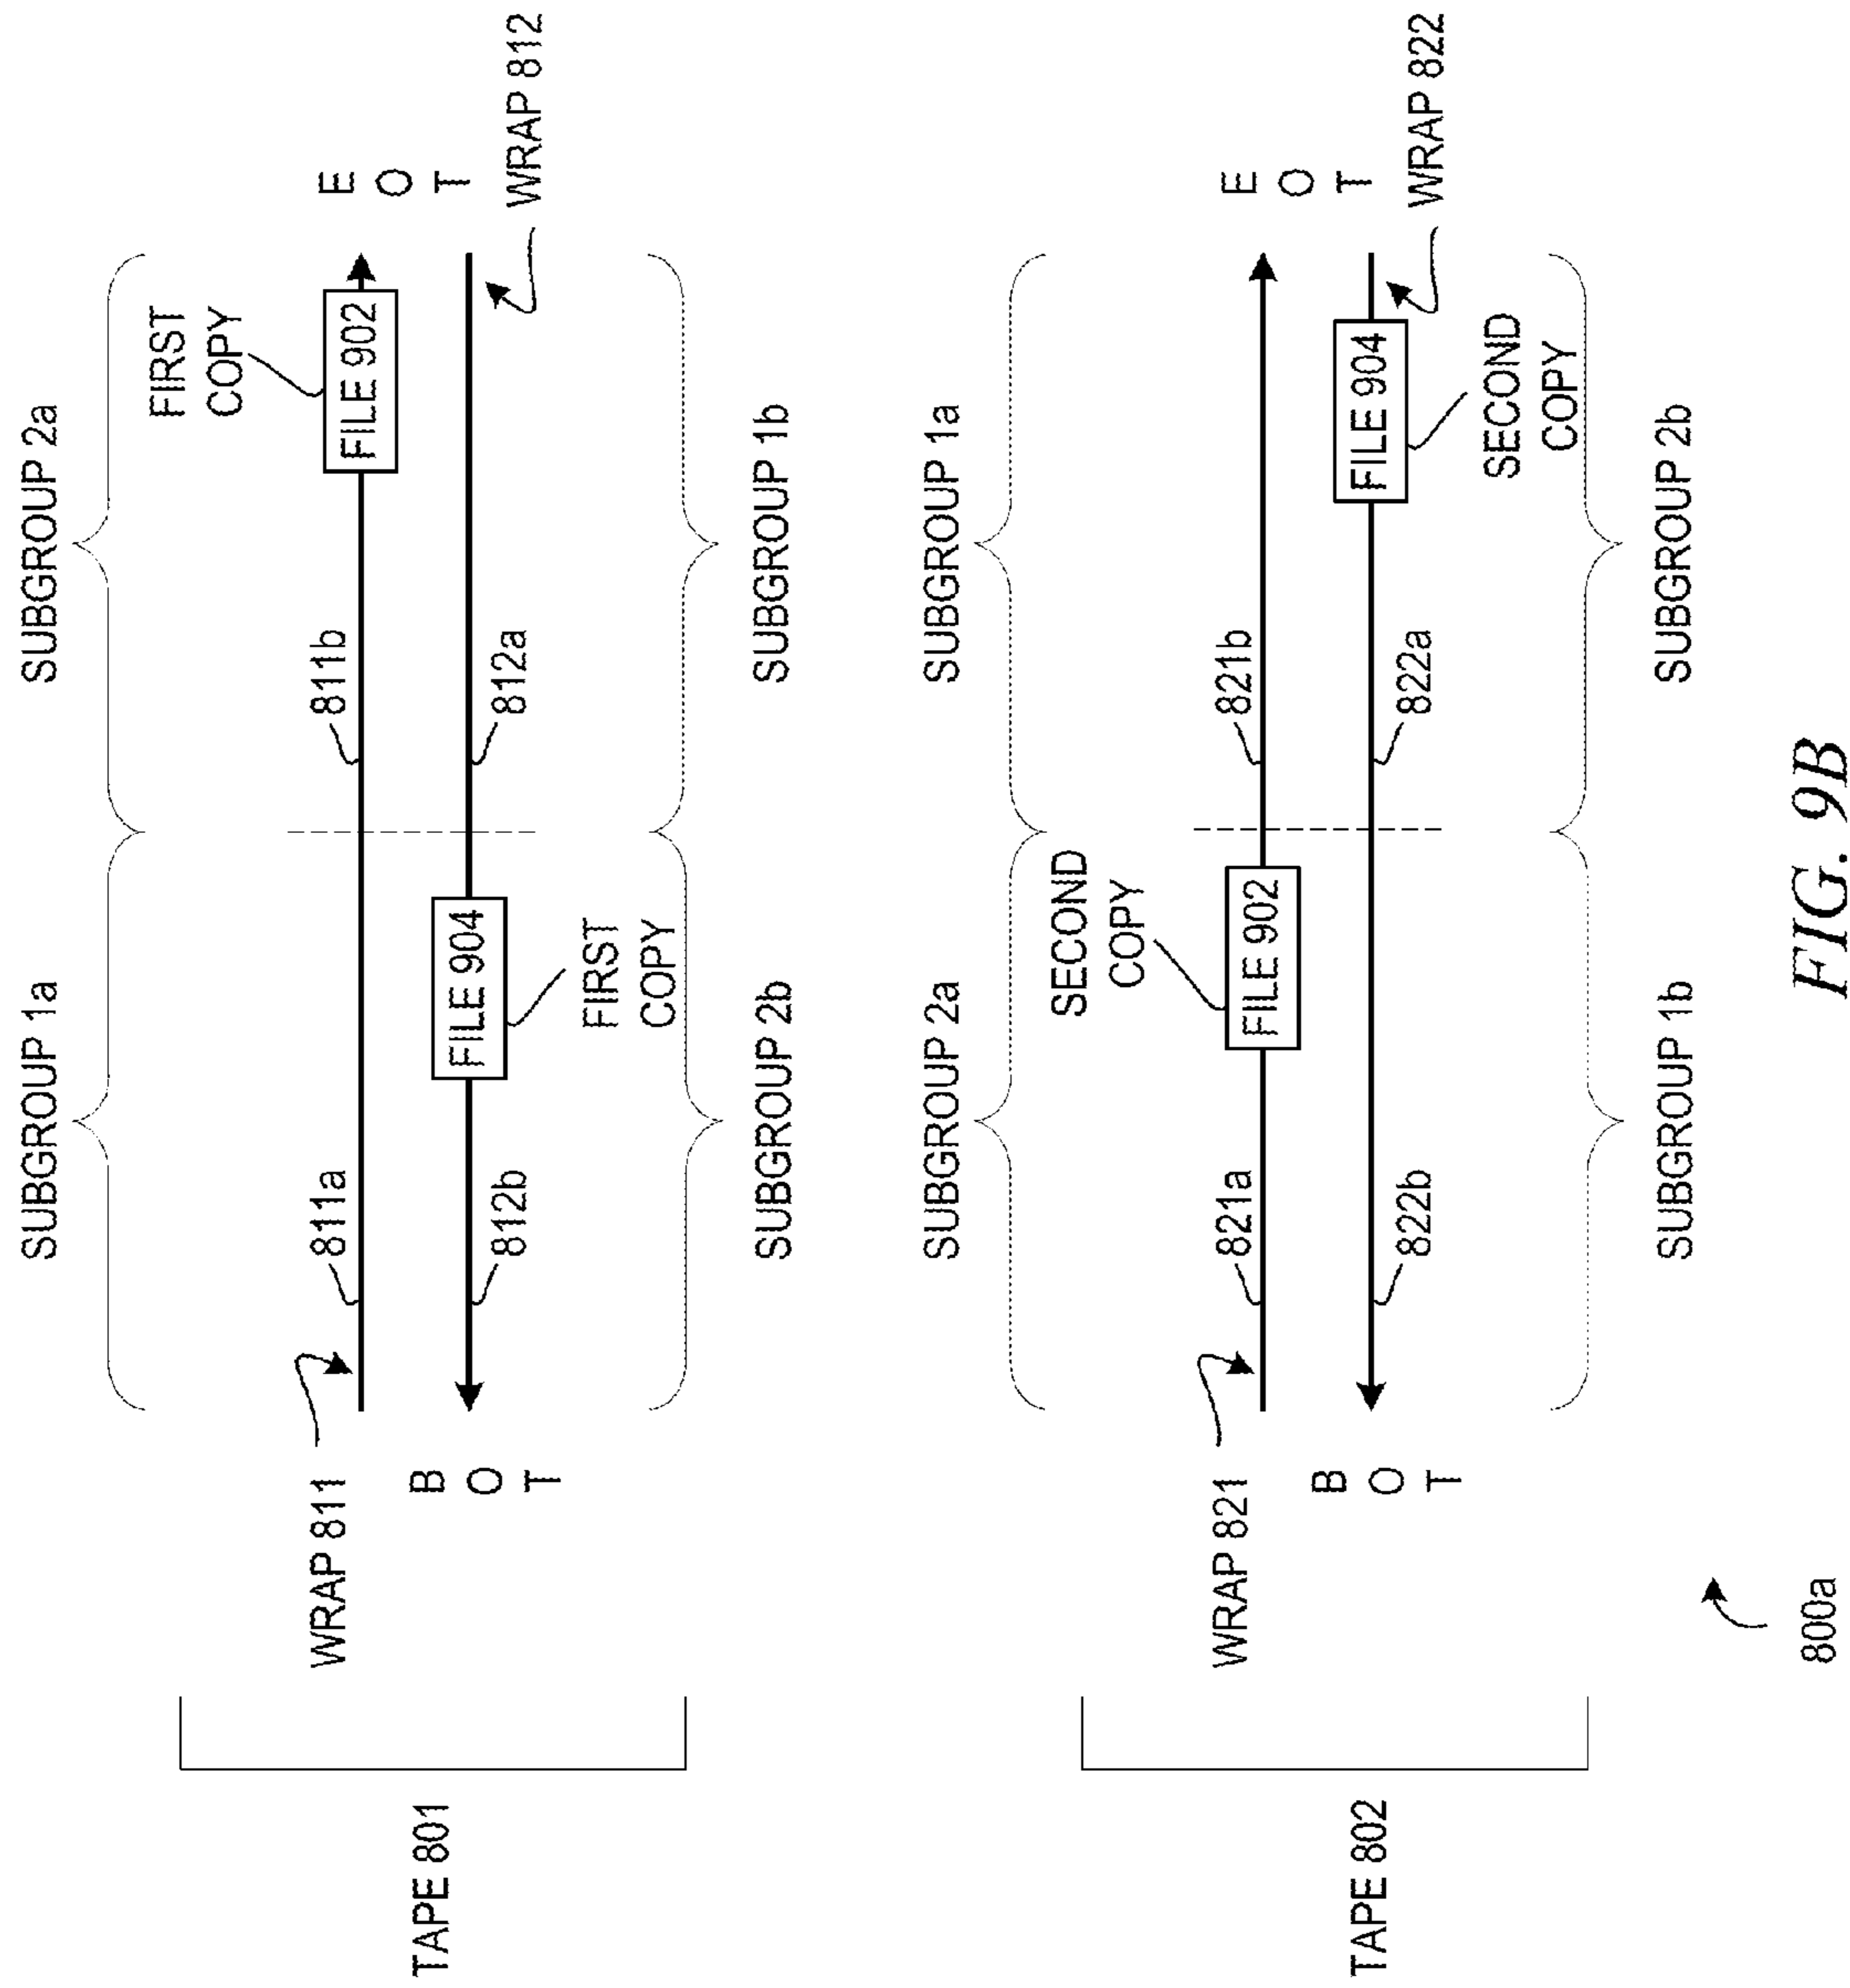 TAPE 801
SUBGROUP 1a
SUBGROUP 2a
FIRST
COPY
WRAP 811
811a
811b
FILE 902
E
O
T
B
O
T
812b
FILE 904
812a
WRAP 812
FIRST
COPY
SUBGROUP 2b
SUBGROUP 1b
TAPE 802
SUBGROUP 2a
SUBGROUP 1a
SECOND
COPY
WRAP 821
821a
FILE 902
821b
E
O
T
B
O
T
822b
822a
FILE 904
WRAP 822
SECOND
COPY
SUBGROUP 1b
SUBGROUP 2b
800a
FIG. 9B